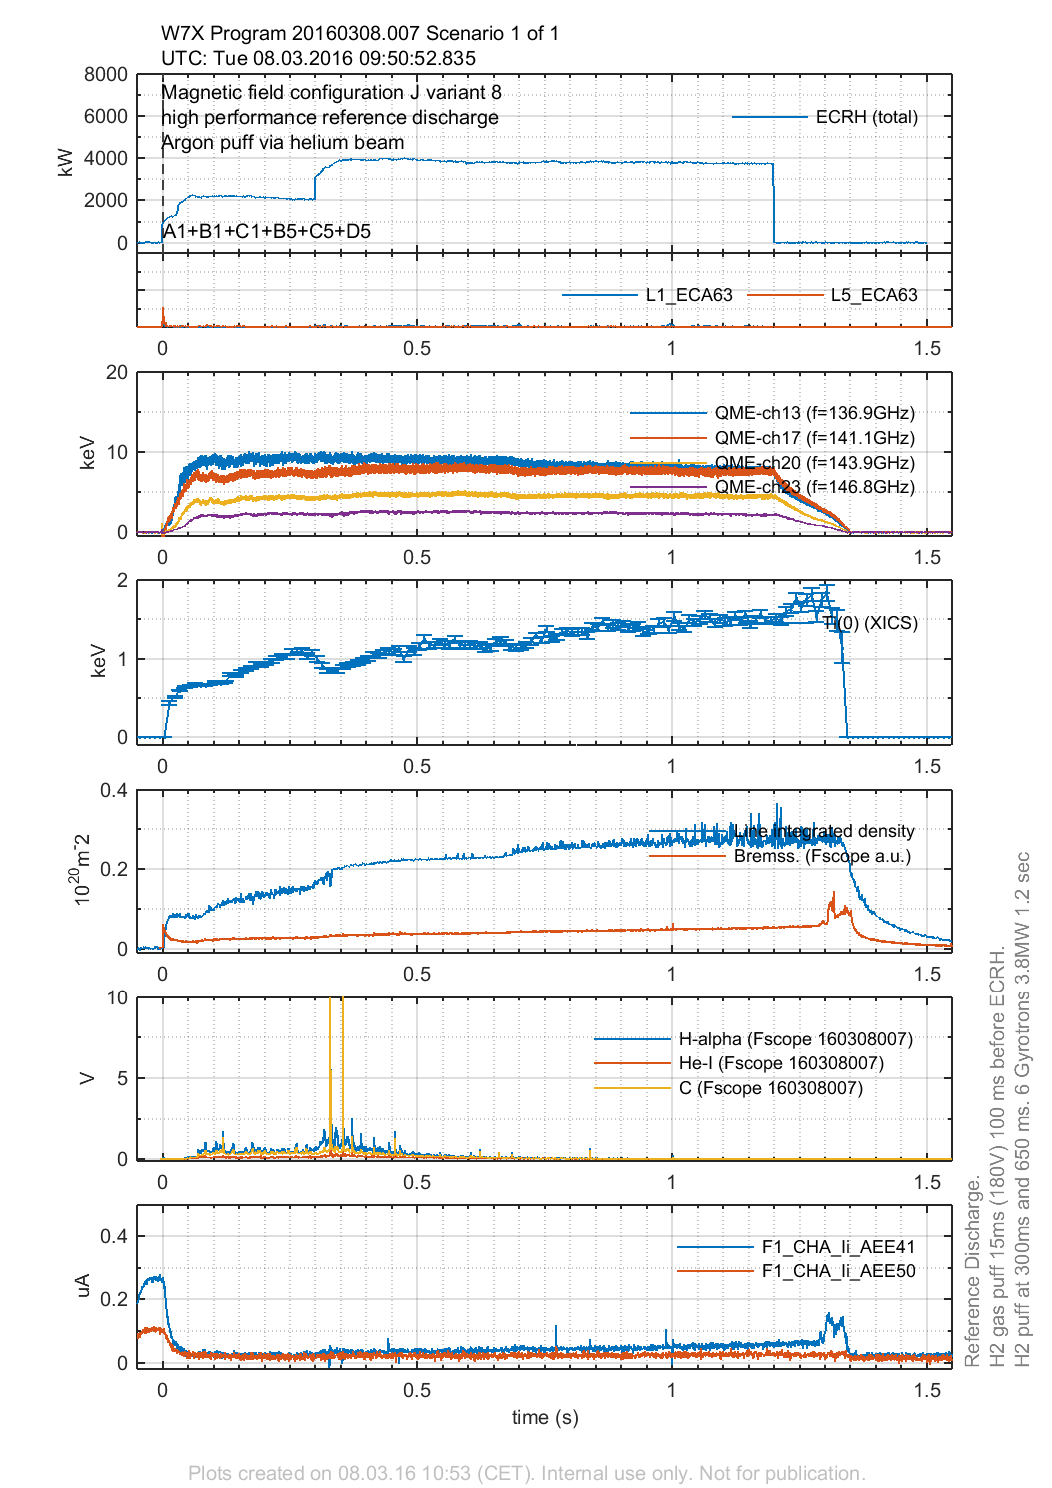 W7X Program 20160308.007 Scenario 1 of 1
UTC: Tue 08.03.2016 09:50:52.835
8000
6000
4000
2000
0
kW
Magnetic field configuration J variant 8
high performance reference discharge
Argon puff via helium beam
ECRH (total)
A1+B1+C1+B5+C5+D5
L1_ECA63 L5_ECA63
0 0.5 1 1.5
20
10
0
keV
QME-ch13 (f=136.9GHz)
QME-ch17 (f=141.1GHz)
QME-ch20 (f=143.9GHz)
QME-ch23 (f=146.8GHz)
0 0.5 1 1.5
2
1
0
keV
Ti(0) (XICS)
0 0.5 1 1.5
0.4
0.2
0
10^20m^-2
Line integrated density
Bremss. (Fscope a.u.)
0 0.5 1 1.5
10
5
0
V
H-alpha (Fscope 160308007)
He-I (Fscope 160308007)
C (Fscope 160308007)
0 0.5 1 1.5
0.4
0.2
0
uA
F1_CHA_Ii_AEE41
F1_CHA_Ii_AEE50
0 0.5 1 1.5
time (s)
Reference Discharge.
H2 gas puff 15ms (180V) 100 ms before ECRH.
H2 puff at 300ms and 650 ms. 6 Gyrotrons 3.8MW 1.2 sec
Plots created on 08.03.16 10:53 (CET). Internal use only. Not for publication.